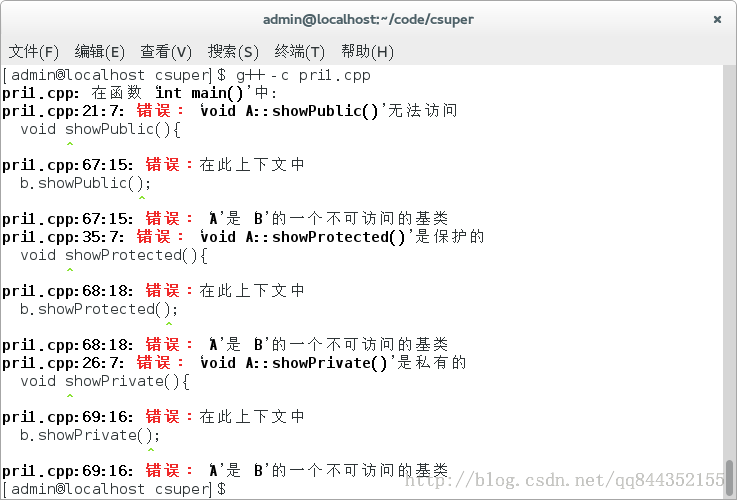 admin@localhost:~/code/csuper ×
文件(F) 编辑(E) 查看(V) 搜索(S) 终端(T) 帮助(H)
[admin@localhost csuper]$ g++ -c pri1.cpp
pri1.cpp: 在函数 ‘int main()’中:
pri1.cpp:21:7: 错误：‘void A::showPublic()’无法访问
void showPublic(){
^
pri1.cpp:67:15: 错误：在此上下文中
b.showPublic();
^
pri1.cpp:67:15: 错误：‘A’是‘B’的一个不可访问的基类
pri1.cpp:35:7: 错误：‘void A::showProtected()’是保护的
void showProtected(){
^
pri1.cpp:68:18: 错误：在此上下文中
b.showProtected();
^
pri1.cpp:68:18: 错误：‘A’是‘B’的一个不可访问的基类
pri1.cpp:26:7: 错误：‘void A::showPrivate()’是私有的
void showPrivate(){
^
pri1.cpp:69:16: 错误：在此上下文中
b.showPrivate();
^
pri1.cpp:69:16: 错误：‘A’是‘B’的一个不可访问的基类
[admin@localhost csuper]$
http://blog.csdn.net/qq844352155